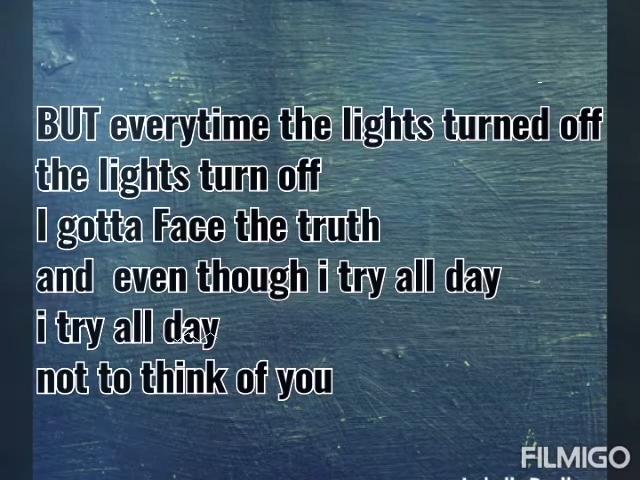 BUT everytime the lights turned off
the lights turn off
I gotta Face the truth
and even though i try all day
i try all day
not to think of you
FILMIGO